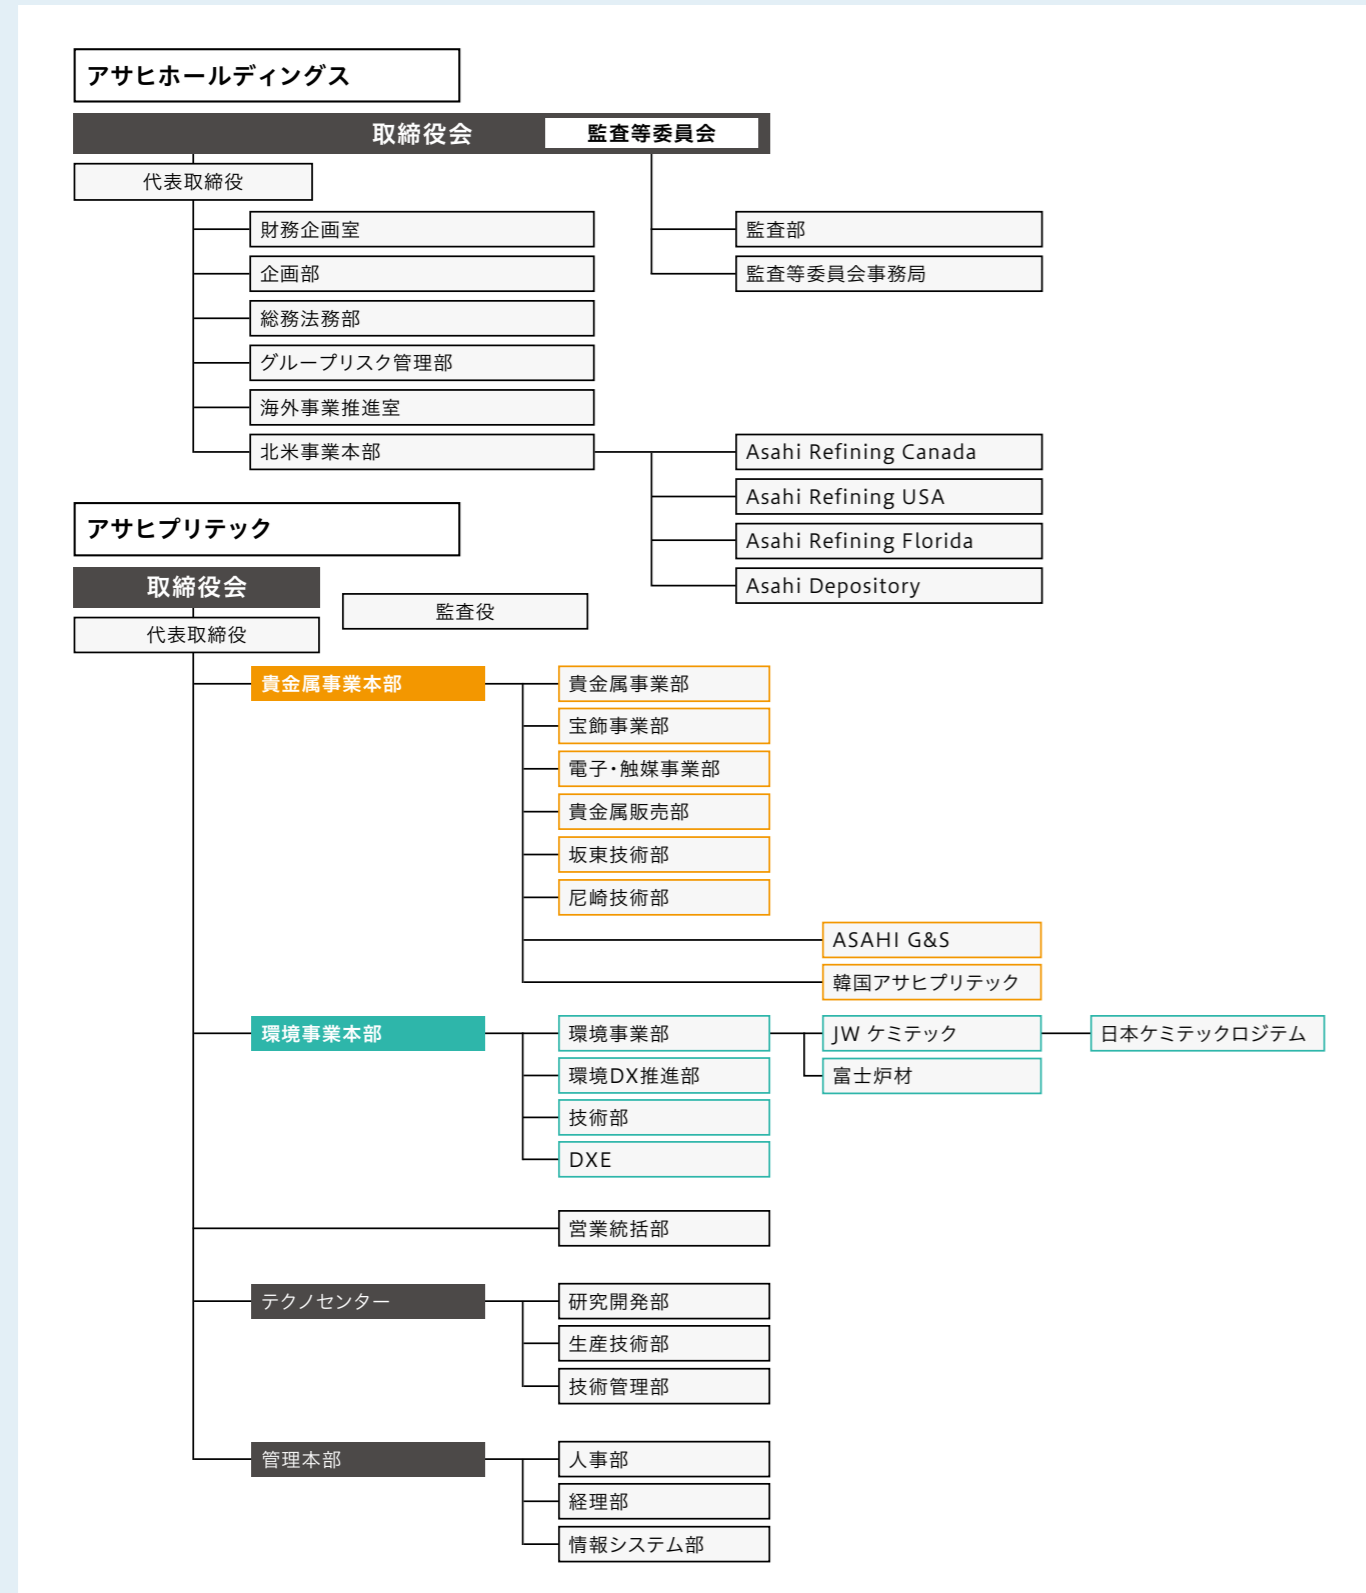 アサヒホールディングス
取締役会
監査等委員会
代表取締役
財務企画室
監査部
企画部
監査等委員会事務局
総務法務部
グループリスク管理部
海外事業推進室
北米事業本部
Asahi Refining Canada
Asahi Refining USA
Asahi Refining Florida
Asahi Depository
アサヒプリテック
取締役会
監査役
代表取締役
貴金属事業本部
貴金属事業部
宝飾事業部
電子・触媒事業部
貴金属販売部
坂東技術部
尼崎技術部
ASAHI G&S
韓国アサヒプリテック
環境事業本部
環境事業部
JW ケミテック
日本ケミテックロジテム
環境DX推進部
富士炉材
技術部
DXE
営業統括部
テクノセンター
研究開発部
生産技術部
技術管理部
管理本部
人事部
経理部
情報システム部